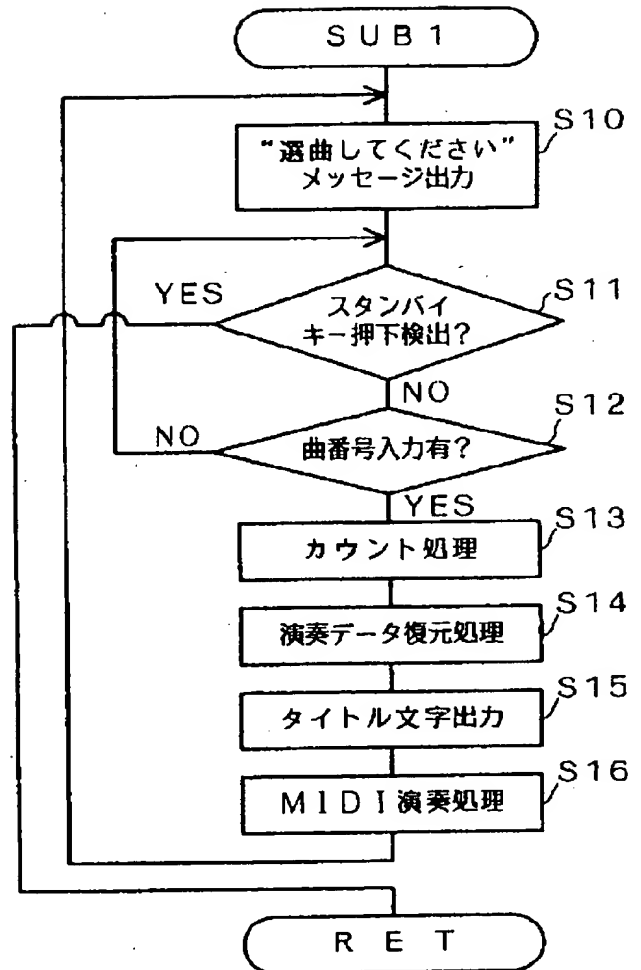 SUB1
S10
“選曲してください”
メッセージ出力
YES
S11
スタンバイ
キー押下検出?
NO
S12
NO
曲番号入力有?
YES
S13
カウント処理
S14
演奏データ復元処理
S15
タイトル文字出力
S16
MIDI演奏処理
RET